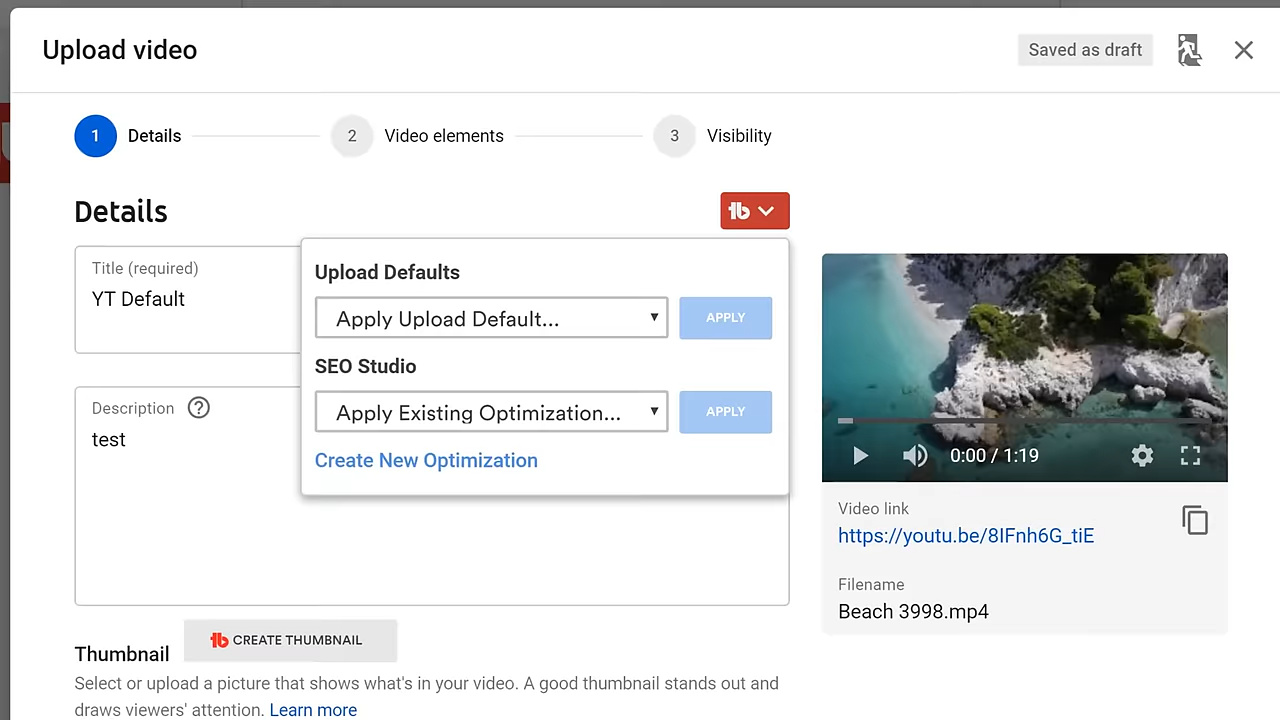 Upload video
Saved as draft
1 Details
2 Video elements
3 Visibility
Details
tb
Title (required)
YT Default
Upload Defaults
Apply Upload Default...
APPLY
SEO Studio
Apply Existing Optimization...
APPLY
Create New Optimization
Description ?
test
0:00 / 1:19
Video link
https://youtu.be/8IFnh6G_tiE
Filename
Beach 3998.mp4
Thumbnail
tb CREATE THUMBNAIL
Select or upload a picture that shows what's in your video. A good thumbnail stands out and
draws viewers' attention. Learn more